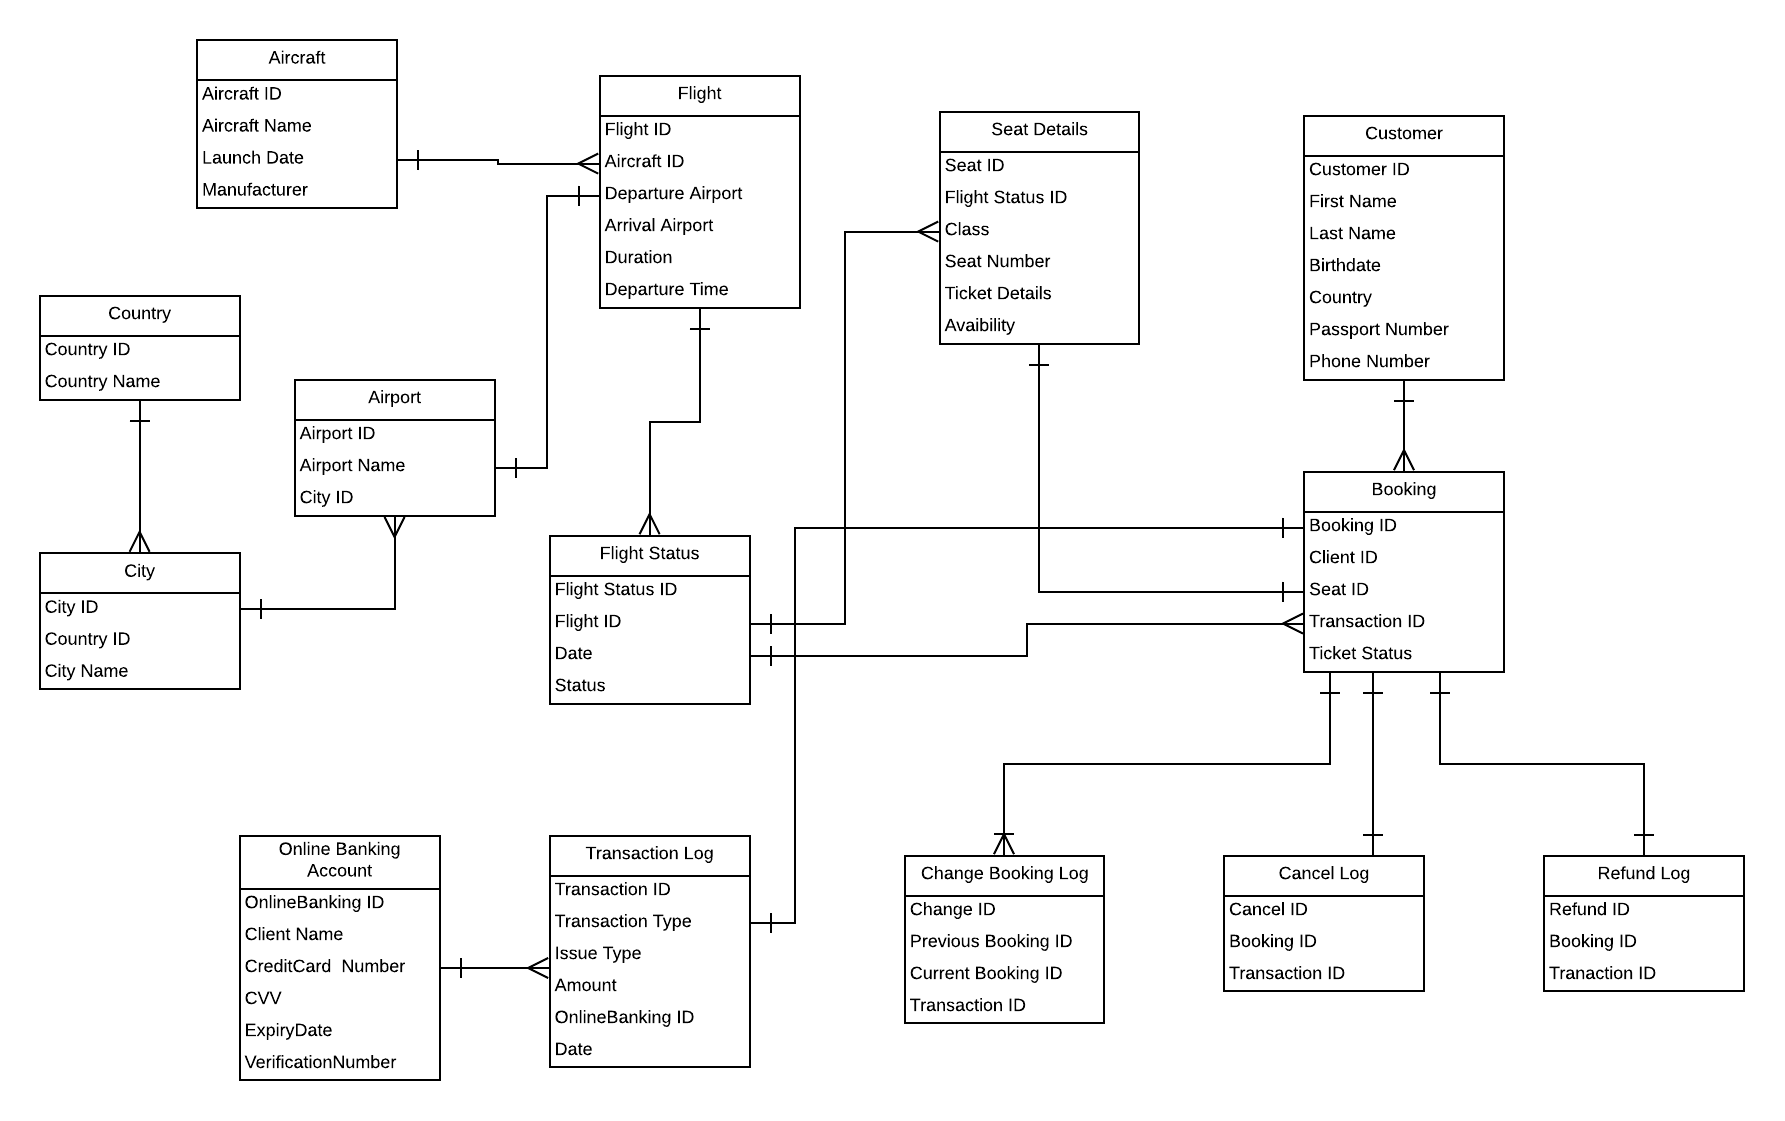 Aircraft
Aircraft ID
Aircraft Name
Launch Date
Manufacturer
Flight
Flight ID
Aircraft ID
Departure Airport
Arrival Airport
Duration
Departure Time
Seat Details
Seat ID
Flight Status ID
Class
Seat Number
Ticket Details
Avaibility
Customer
Customer ID
First Name
Last Name
Birthdate
Country
Passport Number
Phone Number
Country
Country ID
Country Name
Airport
Airport ID
Airport Name
City ID
City
City ID
Country ID
City Name
Flight Status
Flight Status ID
Flight ID
Date
Status
Booking
Booking ID
Client ID
Seat ID
Transaction ID
Ticket Status
Online Banking
Account
OnlineBanking ID
Client Name
CreditCard  Number
CVV
ExpiryDate
VerificationNumber
Transaction Log
Transaction ID
Transaction Type
Issue Type
Amount
OnlineBanking ID
Date
Change Booking Log
Change ID
Previous Booking ID
Current Booking ID
Transaction ID
Cancel Log
Cancel ID
Booking ID
Transaction ID
Refund Log
Refund ID
Booking ID
Tranaction ID